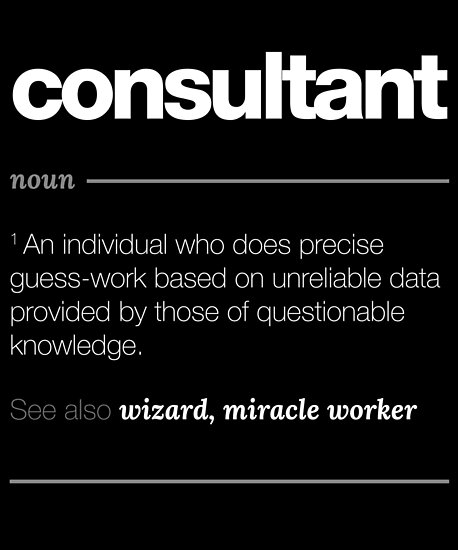 consultant
noun
¹ An individual who does precise
guess-work based on unreliable data
provided by those of questionable
knowledge.
See also wizard, miracle worker